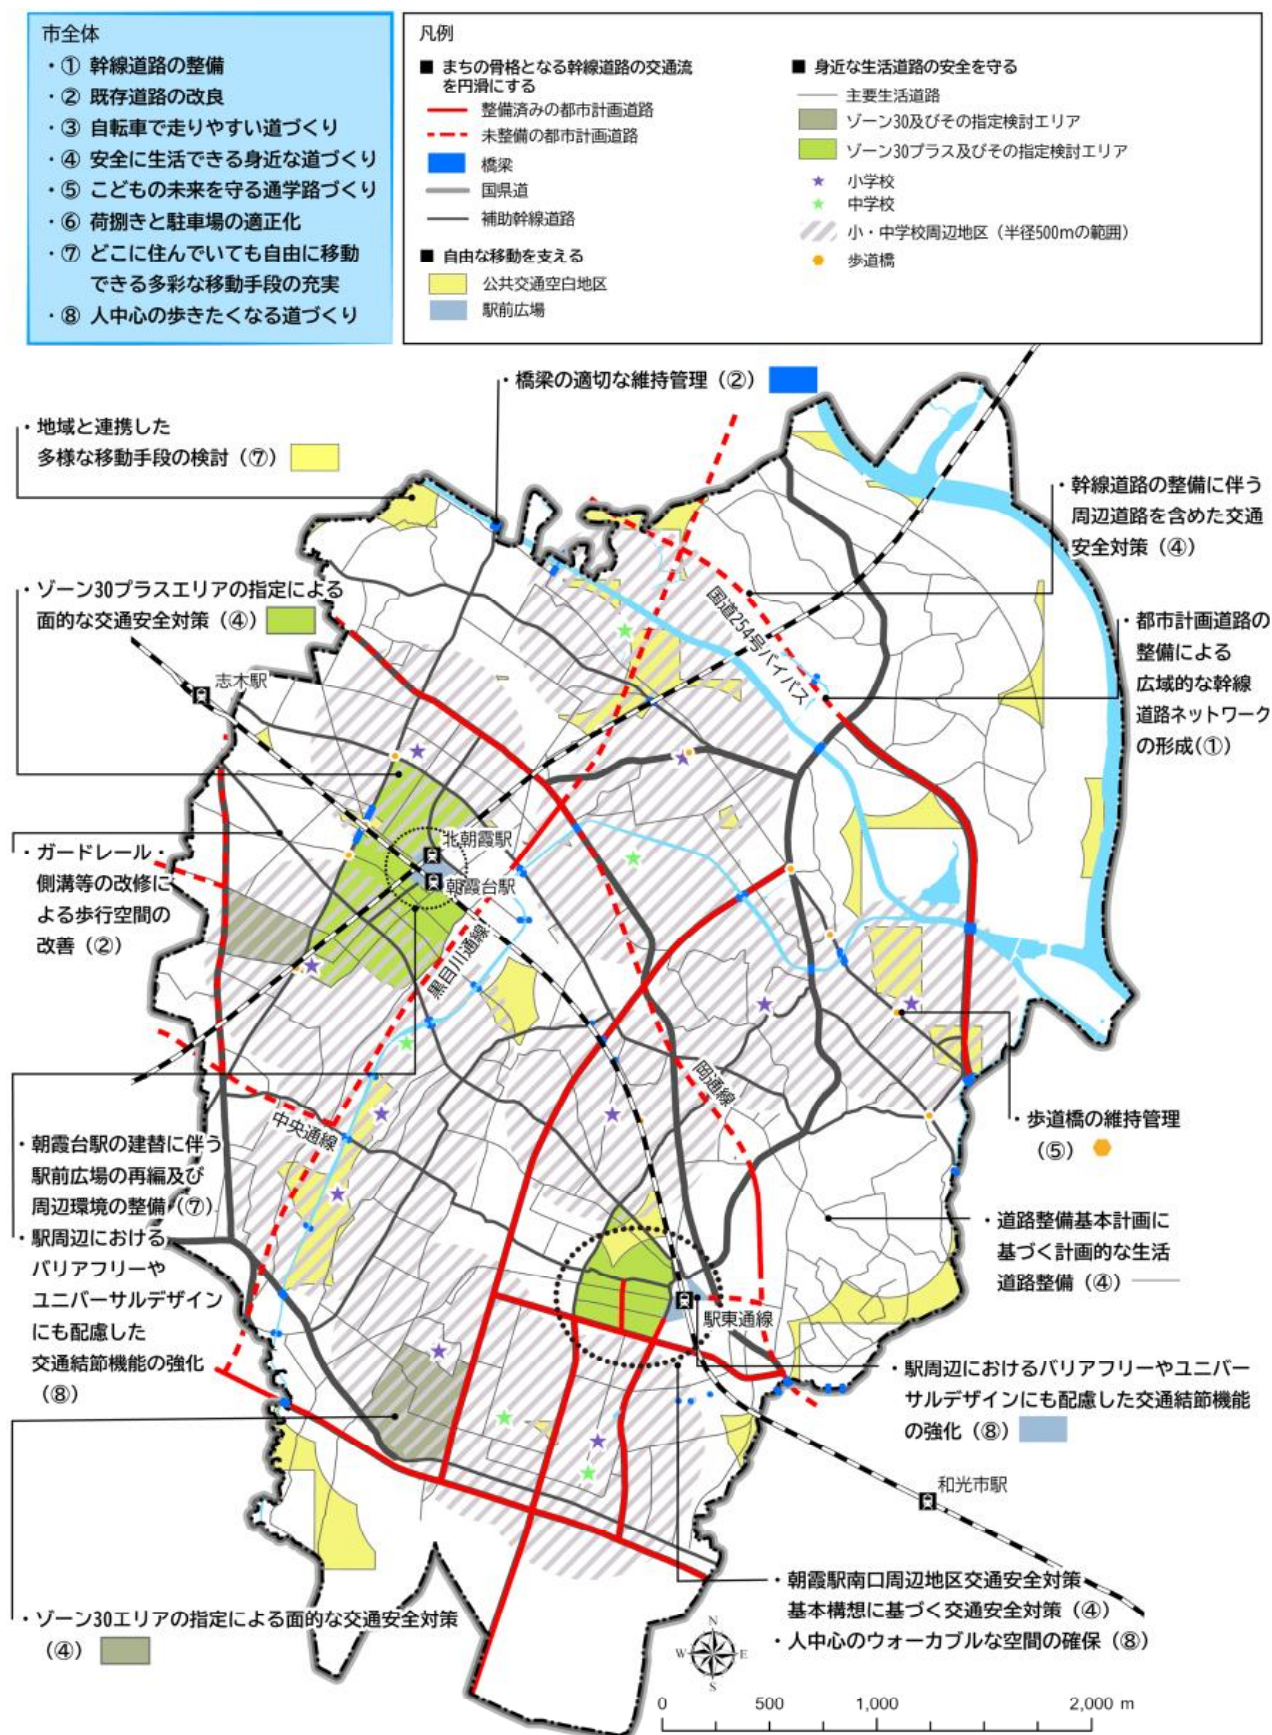 市全体
・① 幹線道路の整備
・② 既存道路の改良
・③ 自転車で走りやすい道づくり
・④ 安全に生活できる身近な道づくり
・⑤ こどもの未来を守る通学路づくり
・⑥ 荷捌きと駐車場の適正化
・⑦ どこに住んでいても自由に移動
できる多彩な移動手段の充実
・⑧ 人中心の歩きたくなる道づくり
凡例
■ まちの骨格となる幹線道路の交通流
を円滑にする
整備済みの都市計画道路
未整備の都市計画道路
橋梁
国県道
補助幹線道路
■ 自由な移動を支える
公共交通空白地区
駅前広場
■ 身近な生活道路の安全を守る
主要生活道路
ゾーン30及びその指定検討エリア
ゾーン30プラス及びその指定検討エリア
小学校
中学校
小・中学校周辺地区（半径500mの範囲）
歩道橋
・橋梁の適切な維持管理（②）
・地域と連携した
多様な移動手段の検討（⑦）
・幹線道路の整備に伴う
周辺道路を含めた交通
安全対策（④）
・ゾーン30プラスエリアの指定による
面的な交通安全対策（④）
国道254号バイパス
・都市計画道路の
整備による
広域的な幹線
道路ネットワーク
の形成(①)
志木駅
北朝霞駅
朝霞台駅
・ガードレール・
側溝等の改修に
よる歩行空間の
改善（②）
黒目川通線
岡通線
中央通線
・歩道橋の維持管理
（⑤）
・朝霞台駅の建替に伴う
駅前広場の再編及び
周辺環境の整備（⑦）
・駅周辺における
バリアフリーや
ユニバーサルデザイン
にも配慮した
交通結節機能の強化
（⑧）
・道路整備基本計画に
基づく計画的な生活
道路整備（④）
駅東通線
・駅周辺におけるバリアフリーやユニバー
サルデザインにも配慮した交通結節機能
の強化（⑧）
和光市駅
・朝霞駅南口周辺地区交通安全対策
基本構想に基づく交通安全対策（④）
・人中心のウォーカブルな空間の確保（⑧）
・ゾーン30エリアの指定による面的な交通安全対策
（④）
N
W E
S
0 500 1,000 2,000 m